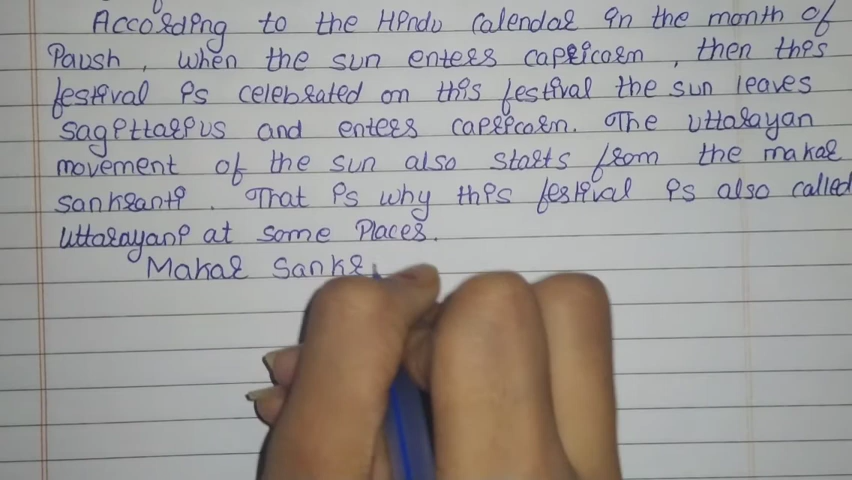 According to the Hindu Calendar in the month of
Paush, when the sun enters capricorn, then this
festival is celebrated on this festival the sun leaves
sagittarius and enters capricorn. The Uttarayan
movement of the sun also starts from the makar
sankranti. That is why this festival is also called
Uttarayani at some Places.
Makar Sankr